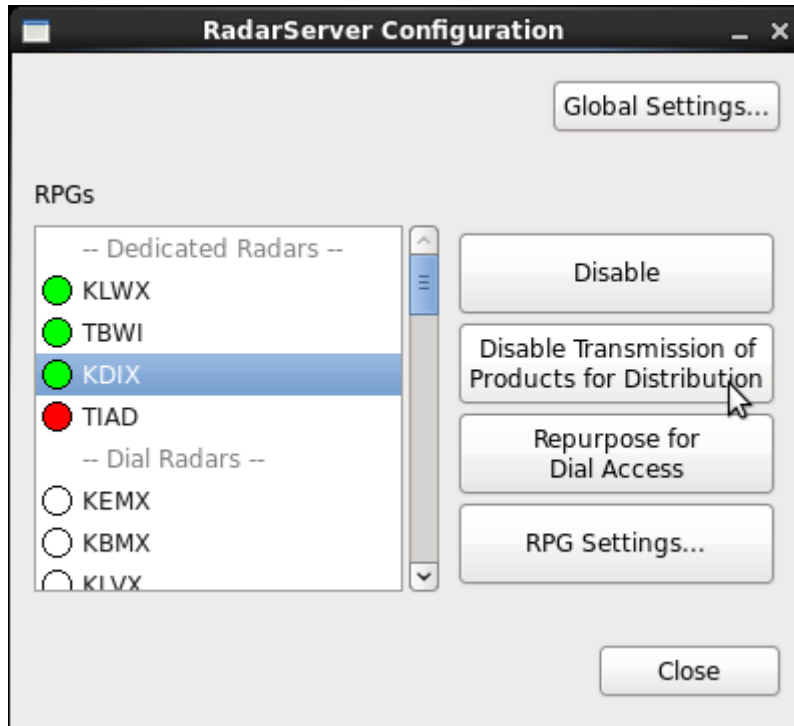 RadarServer Configuration
Global Settings...
RPGs
-- Dedicated Radars --
KLWX
TBWI
KDIX
TIAD
-- Dial Radars --
KEMX
KBMX
KLVX
Disable
Disable Transmission of
Products for Distribution
Repurpose for
Dial Access
RPG Settings...
Close